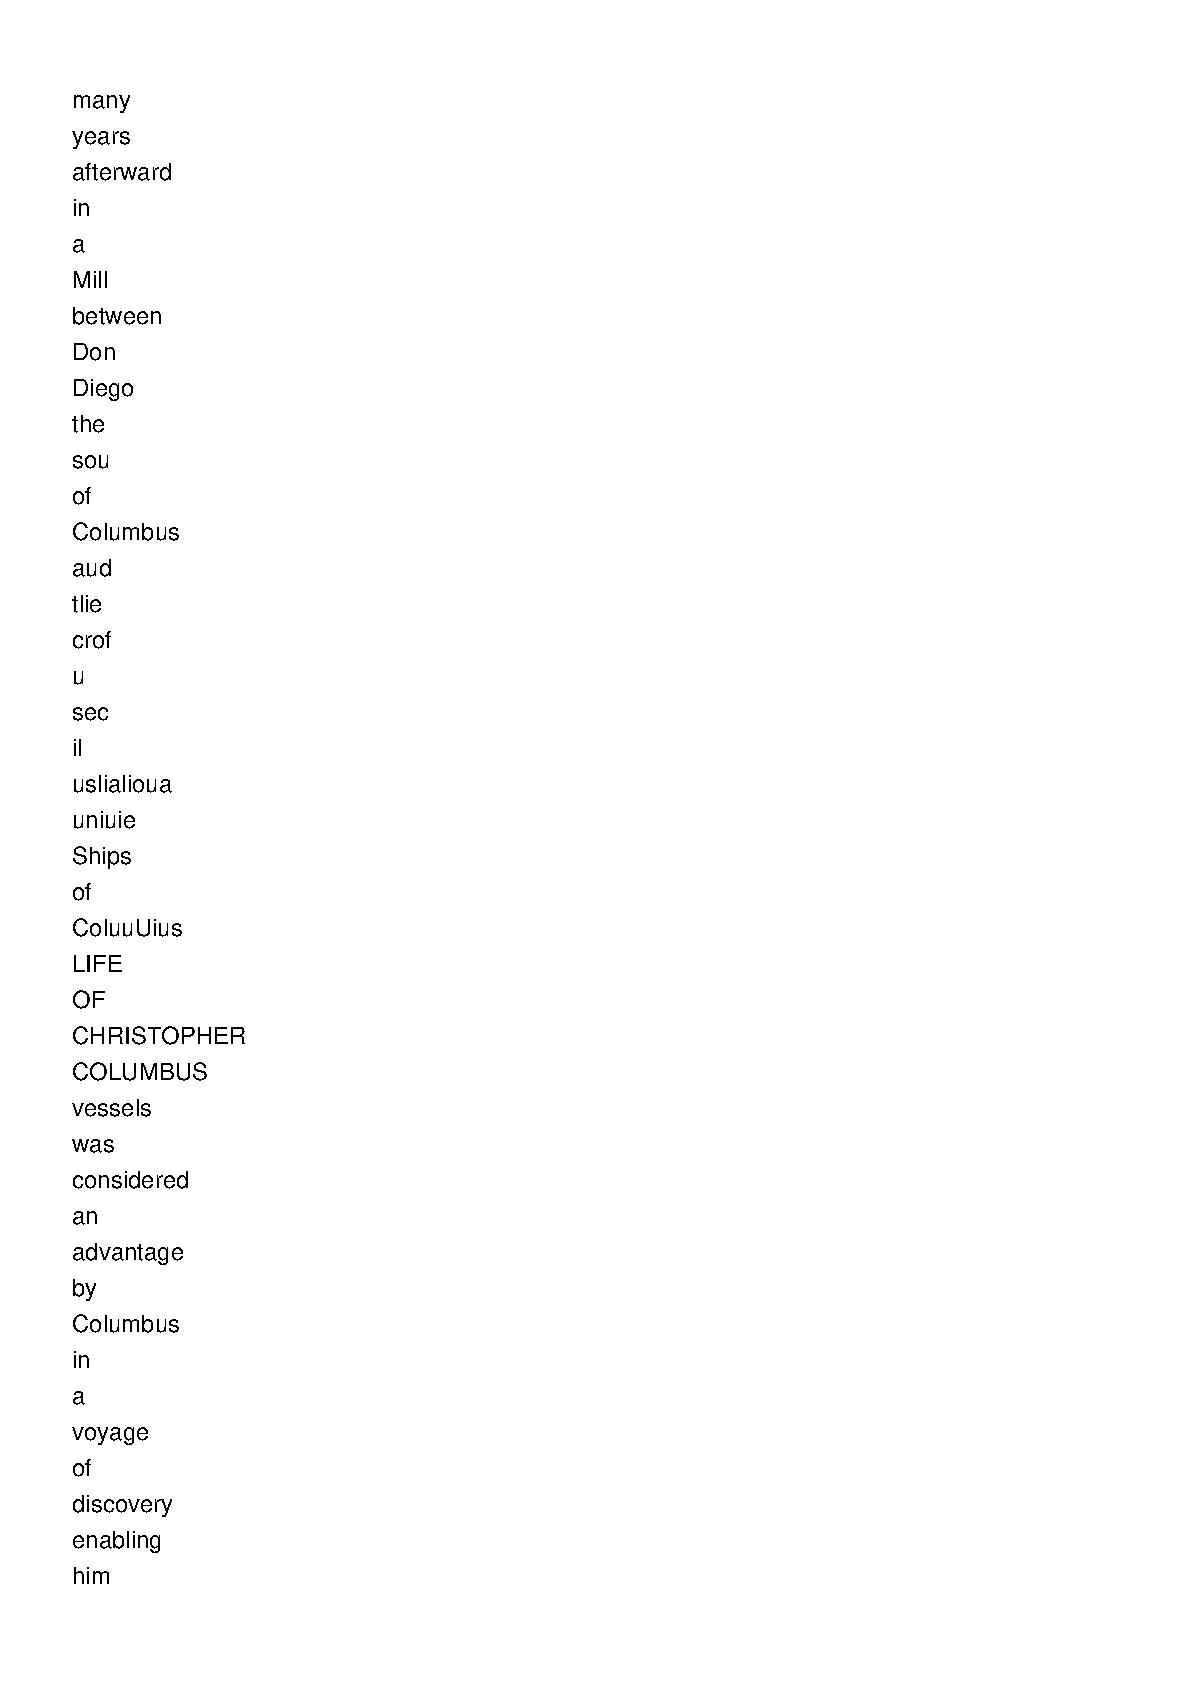 many
years
afterward
in
a
Mill
between
Don
Diego
the
sou
of
Columbus
aud
tlie
crof
u
sec
il
uslialioua
uniuie
Ships
of
ColuuUius
LIFE
OF
CHRISTOPHER
COLUMBUS
vessels
was
considered
an
advantage
by
Columbus
in
a
voyage
of
discovery
enabling
him